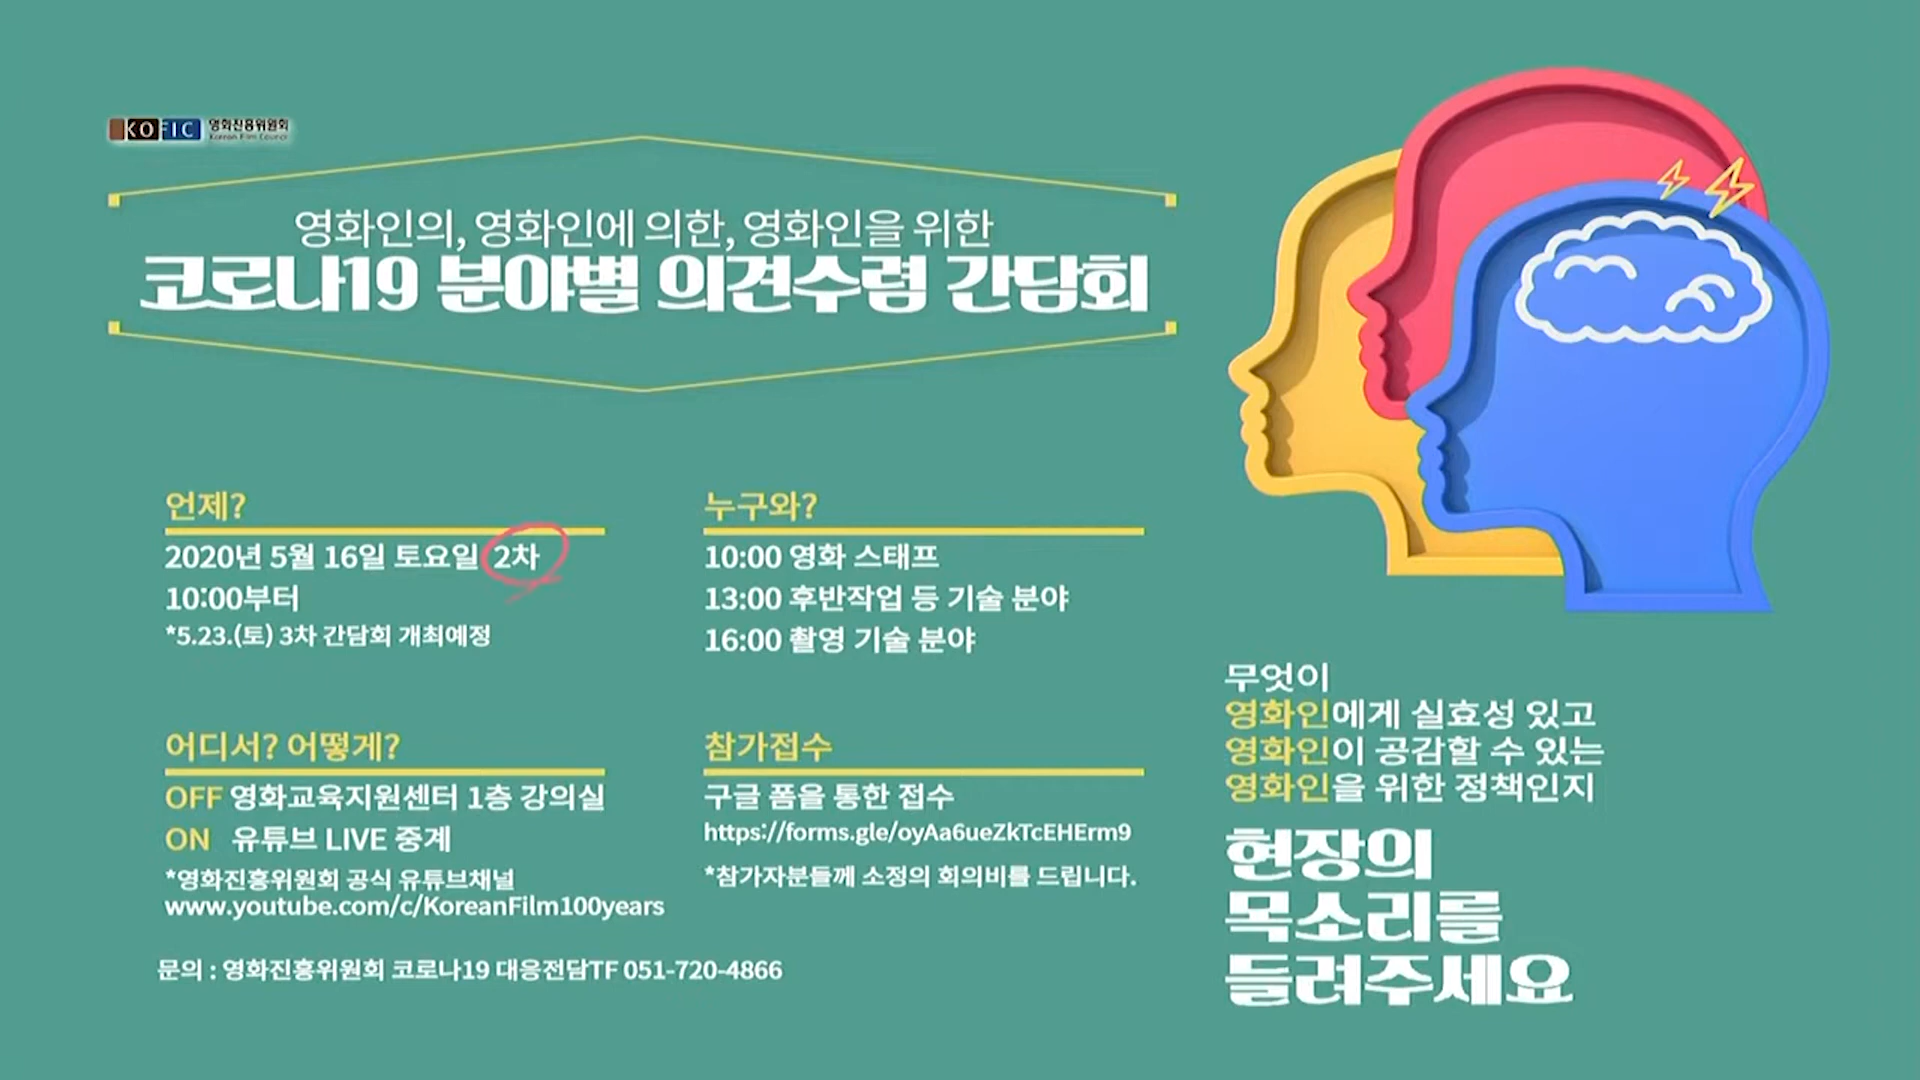 KOFIC 영화진흥위원회
Korean Film Council
영화인의, 영화인에 의한, 영화인을 위한
코로나19 분야별 의견수렴 간담회
언제?
2020년 5월 16일 토요일 2차
10:00부터
*5.23.(토) 3차 간담회 개최예정
누구와?
10:00 영화 스태프
13:00 후반작업 등 기술 분야
16:00 촬영 기술 분야
어디서? 어떻게?
OFF 영화교육지원센터 1층 강의실
ON 유튜브 LIVE 중계
*영화진흥위원회 공식 유튜브채널
www.youtube.com/c/KoreanFilm100years
참가접수
구글 폼을 통한 접수
https://forms.gle/oyAa6ueZkTcEHErm9
*참가자분들께 소정의 회의비를 드립니다.
문의 : 영화진흥위원회 코로나19 대응전담TF 051-720-4866
무엇이
영화인에게 실효성 있고
영화인이 공감할 수 있는
영화인을 위한 정책인지
현장의
목소리를
들려주세요